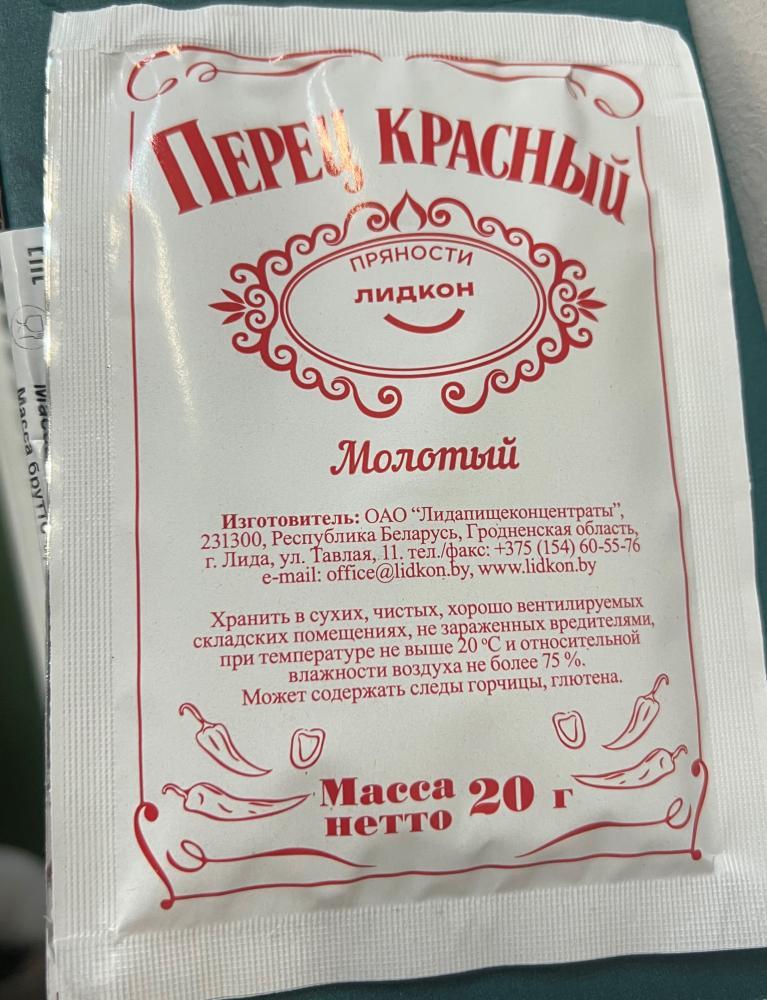 Перец красный
ПРЯНОСТИ
ЛИДКОН
Молотый
Изготовитель: ОАО “Лидапищеконцентраты”,
231300, Республика Беларусь, Гродненская область,
г. Лида, ул. Тавлая, 11. тел./факс: +375 (154) 60-55-76
e-mail: office@lidkon.by, www.lidkon.by
Хранить в сухих, чистых, хорошо вентилируемых
складских помещениях, не зараженных вредителями,
при температуре не выше 20 °С и относительной
влажности воздуха не более 75 %.
Может содержать следы горчицы, глютена.
Масса 20 г
нетто
Масса брутто